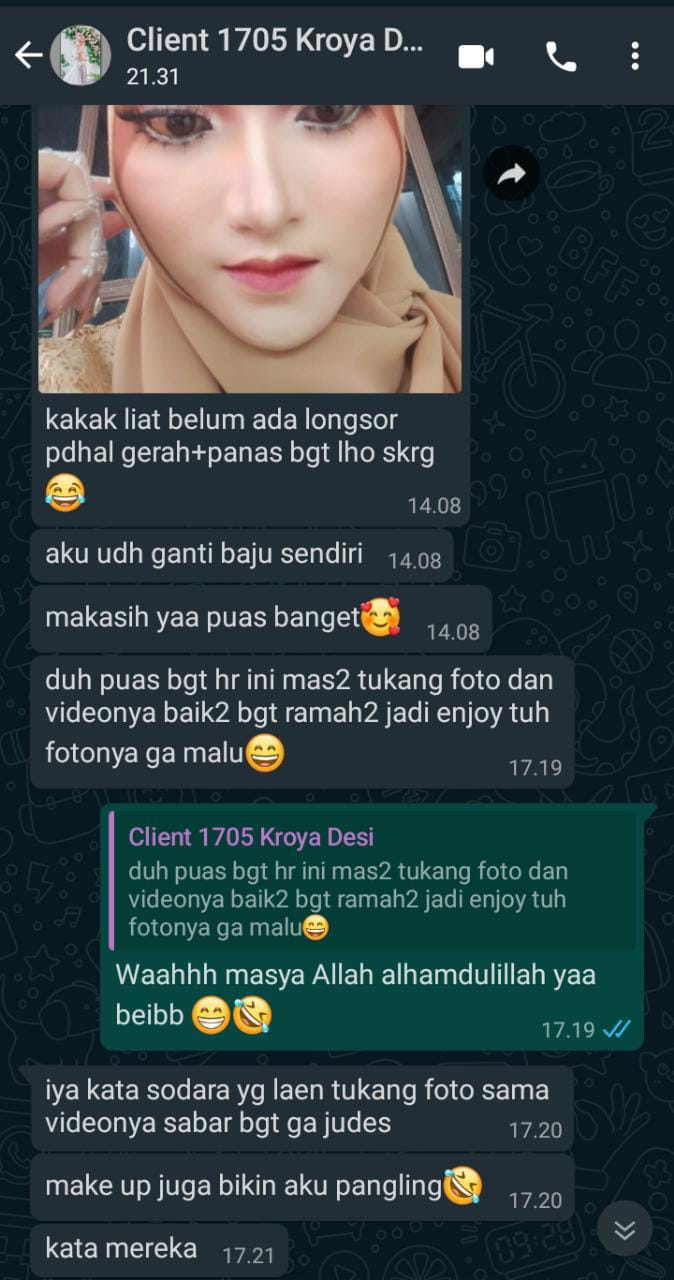 Client 1705 Kroya D...
21.31
kakak liat belum ada longsor
pdhal gerah+panas bgt lho skrg
😂
14.08
aku udh ganti baju sendiri 14.08
makasih yaa puas banget🥰 14.08
duh puas bgt hr ini mas2 tukang foto dan
videonya baik2 bgt ramah2 jadi enjoy tuh
fotonya ga malu😄
17.19
Client 1705 Kroya Desi
duh puas bgt hr ini mas2 tukang foto dan
videonya baik2 bgt ramah2 jadi enjoy tuh
fotonya ga malu😄
Waahhh masya Allah alhamdulillah yaa
beibb 😁🤣
17.19
iya kata sodara yg laen tukang foto sama
videonya sabar bgt ga judes 17.20
make up juga bikin aku pangling🤣 17.20
kata mereka 17.21